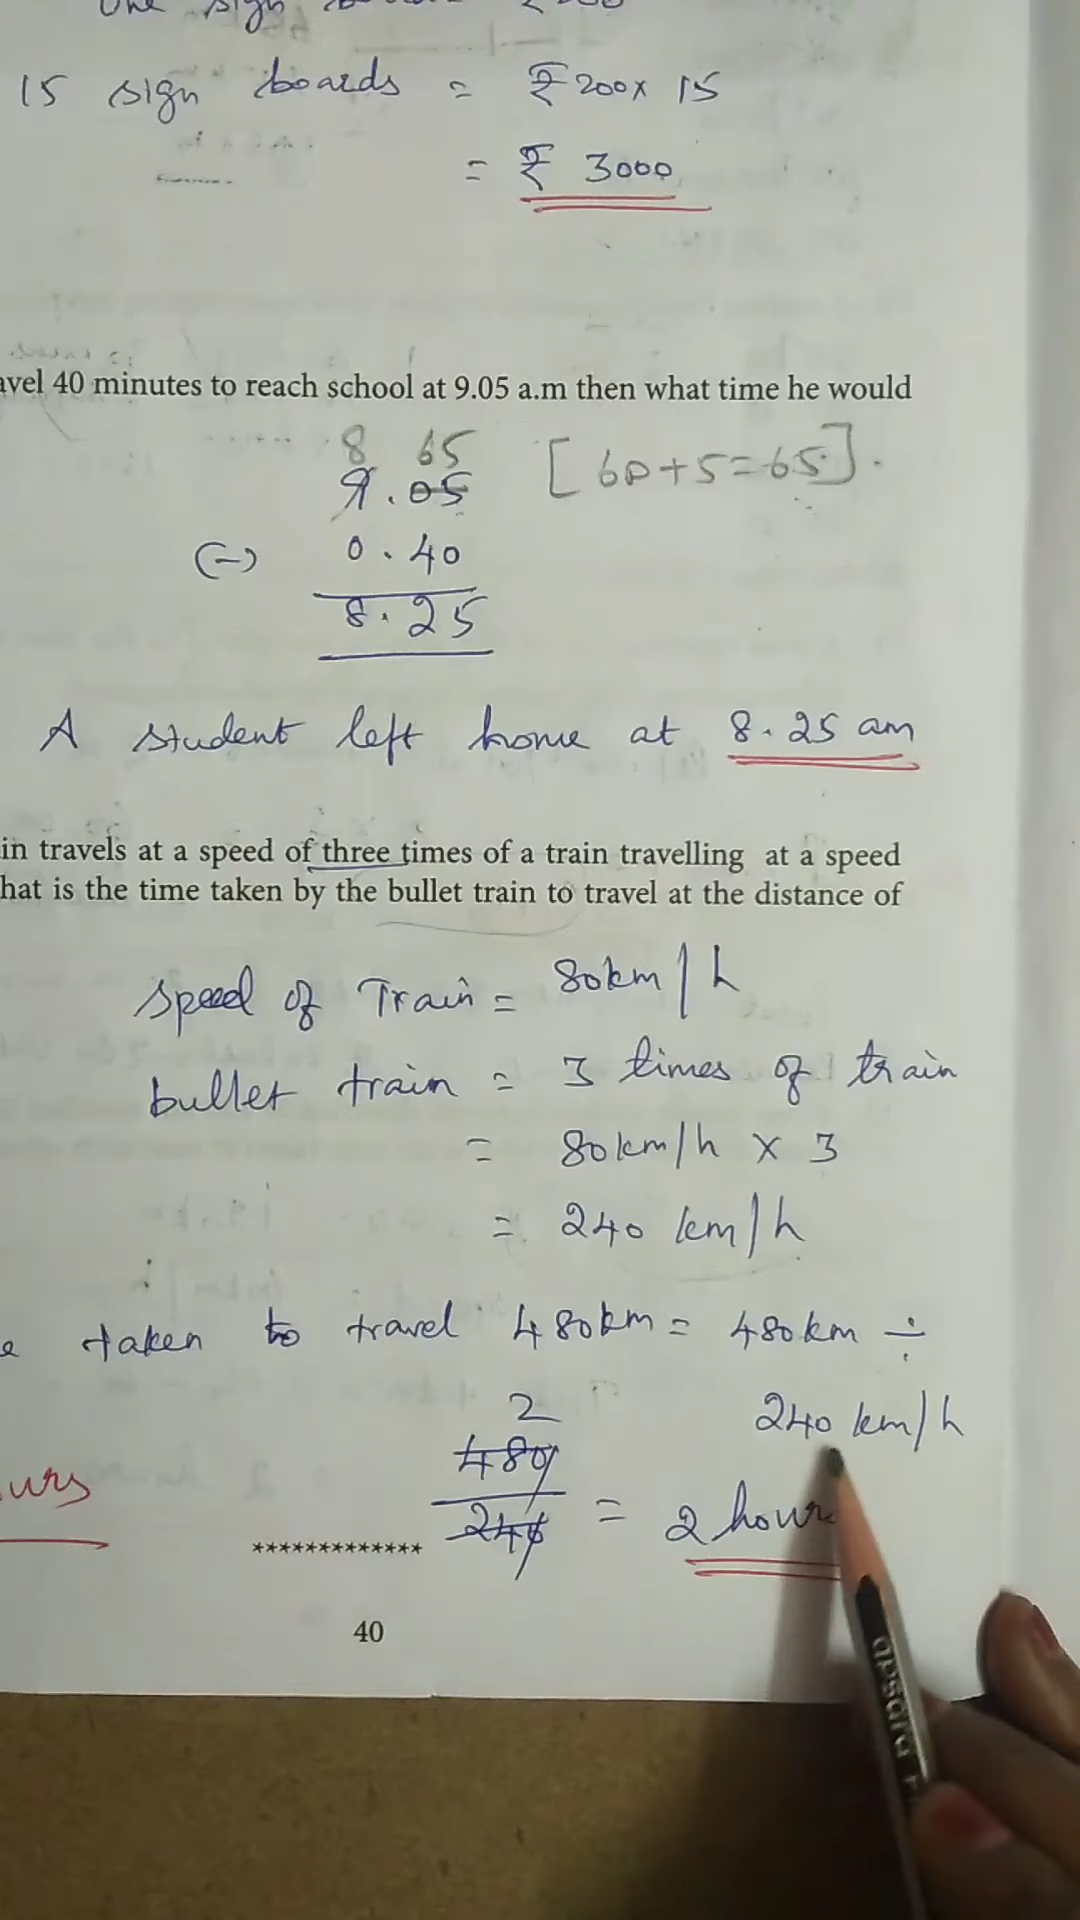 One sign
15 sign boards = ₹ 200 x 15
= ₹ 3000
avel 40 minutes to reach school at 9.05 a.m then what time he would
8 65
9.05 [60+5=65].
(-) 0.40
8.25
A student left home at 8.25 am
in travels at a speed of three times of a train travelling at a speed
hat is the time taken by the bullet train to travel at the distance of
Speed of Train = 80km/h
bullet train = 3 times of train
= 80km/h x 3
= 240 km/h
e taken to travel 480km = 480km ÷
240 km/h
2
480
urs
240
= 2 hour
*************
40
apsara